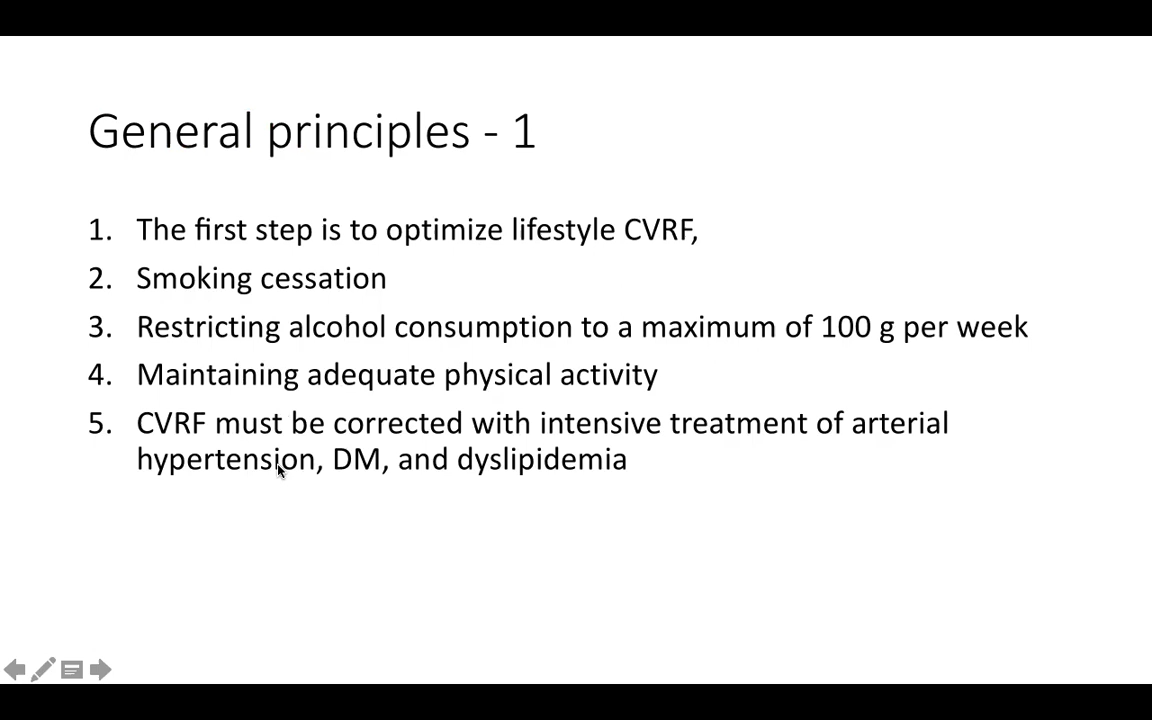 General principles - 1
1. The first step is to optimize lifestyle CVRF,
2. Smoking cessation
3. Restricting alcohol consumption to a maximum of 100 g per week
4. Maintaining adequate physical activity
5. CVRF must be corrected with intensive treatment of arterial
hypertension, DM, and dyslipidemia